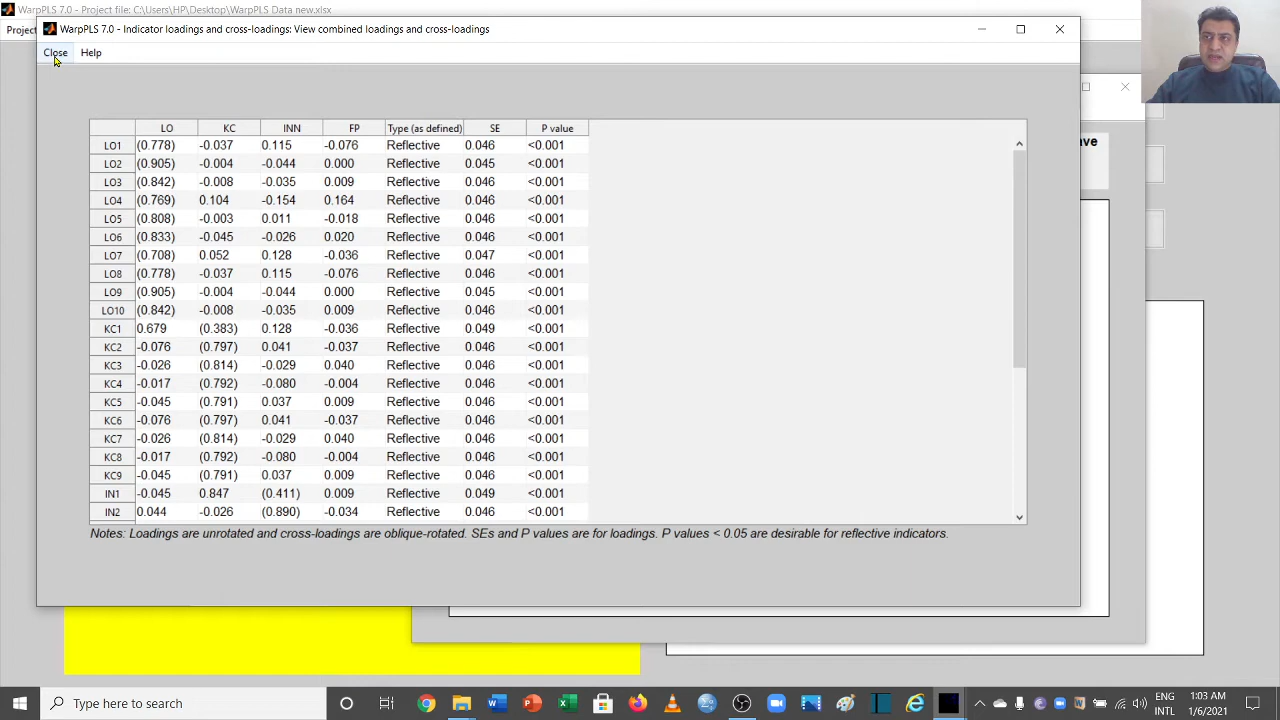 WarpPLS 7.0 - Project file: C:\Users\HP\Desktop\WarpPLS Data new.xlsx
Project
WarpPLS 7.0 - Indicator loadings and cross-loadings: View combined loadings and cross-loadings
Close Help
LO KC INN FP Type (as defined) SE P value
LO1 (0.778) -0.037 0.115 -0.076 Reflective 0.046 <0.001
LO2 (0.905) -0.004 -0.044 0.000 Reflective 0.045 <0.001
LO3 (0.842) -0.008 -0.035 0.009 Reflective 0.046 <0.001
LO4 (0.769) 0.104 -0.154 0.164 Reflective 0.046 <0.001
LO5 (0.808) -0.003 0.011 -0.018 Reflective 0.046 <0.001
LO6 (0.833) -0.045 -0.026 0.020 Reflective 0.046 <0.001
LO7 (0.708) 0.052 0.128 -0.036 Reflective 0.047 <0.001
LO8 (0.778) -0.037 0.115 -0.076 Reflective 0.046 <0.001
LO9 (0.905) -0.004 -0.044 0.000 Reflective 0.045 <0.001
LO10 (0.842) -0.008 -0.035 0.009 Reflective 0.046 <0.001
KC1 0.679 (0.383) 0.128 -0.036 Reflective 0.049 <0.001
KC2 -0.076 (0.797) 0.041 -0.037 Reflective 0.046 <0.001
KC3 -0.026 (0.814) -0.029 0.040 Reflective 0.046 <0.001
KC4 -0.017 (0.792) -0.080 -0.004 Reflective 0.046 <0.001
KC5 -0.045 (0.791) 0.037 0.009 Reflective 0.046 <0.001
KC6 -0.076 (0.797) 0.041 -0.037 Reflective 0.046 <0.001
KC7 -0.026 (0.814) -0.029 0.040 Reflective 0.046 <0.001
KC8 -0.017 (0.792) -0.080 -0.004 Reflective 0.046 <0.001
KC9 -0.045 (0.791) 0.037 0.009 Reflective 0.046 <0.001
IN1 -0.045 0.847 (0.411) 0.009 Reflective 0.049 <0.001
IN2 0.044 -0.026 (0.890) -0.034 Reflective 0.046 <0.001
Notes: Loadings are unrotated and cross-loadings are oblique-rotated. SEs and P values are for loadings. P values < 0.05 are desirable for reflective indicators.
Type here to search
ENG
INTL
1:03 AM
1/6/2021